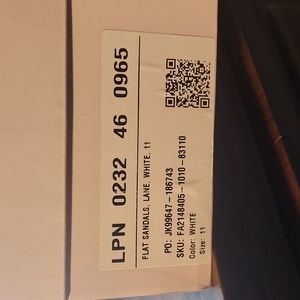 LPN 0232 46 0965
FLAT SANDALS, LANE, WHITE, 11
PO: JK99647-186743
SKU: FA2148405-1010-83110
Color: WHITE
Size: 11